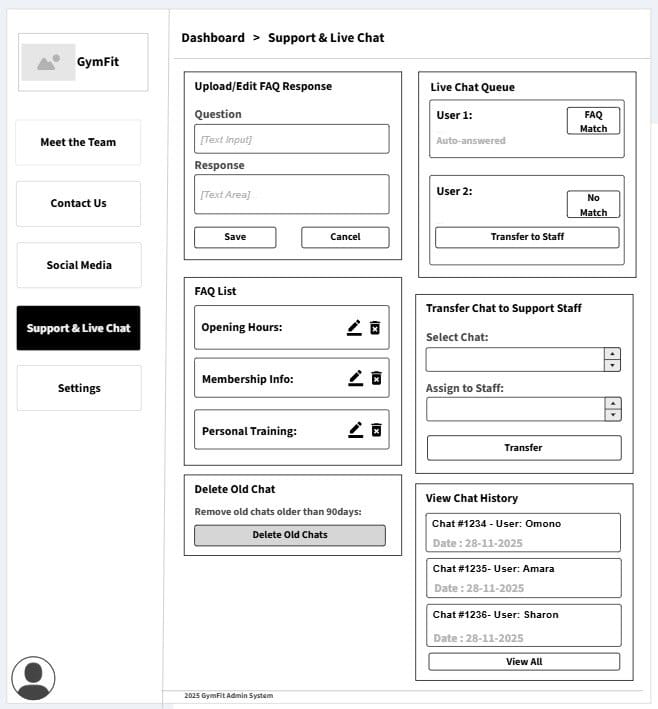 GymFit
Meet the Team
Contact Us
Social Media
Support & Live Chat
Settings
Dashboard > Support & Live Chat
Upload/Edit FAQ Response
Question
[Text Input]
Response
[Text Area]
Save
Cancel
FAQ List
Opening Hours:
Membership Info:
Personal Training:
Delete Old Chat
Remove old chats older than 90days:
Delete Old Chats
Live Chat Queue
User 1:
FAQ
Match
Auto-answered
User 2:
No
Match
Transfer to Staff
Transfer Chat to Support Staff
Select Chat:
Assign to Staff:
Transfer
View Chat History
Chat #1234 - User: Omono
Date : 28-11-2025
Chat #1235- User: Amara
Date : 28-11-2025
Chat #1236- User: Sharon
Date : 28-11-2025
View All
2025 GymFit Admin System